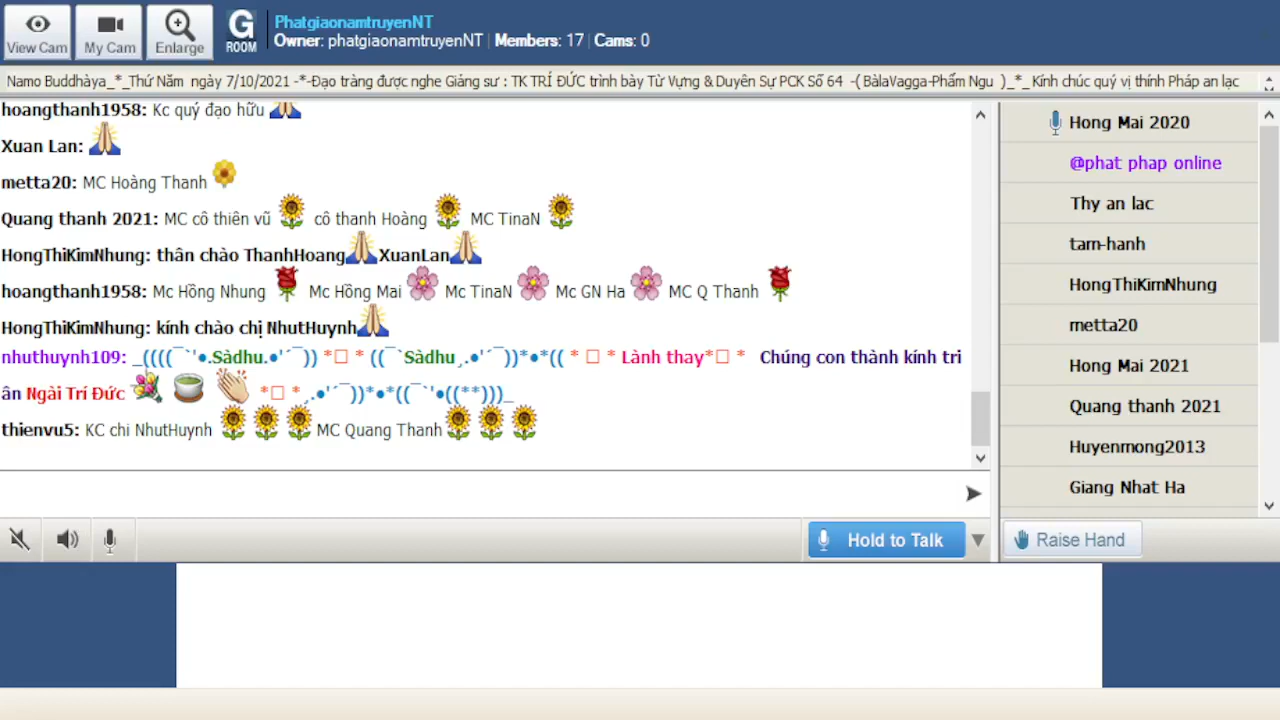 PhatgiaonamtruyenNT
Owner: phatgiaonamtruyenNT | Members: 17 | Cams: 0
View Cam
My Cam
Enlarge
G ROOM
Namo Buddhàya_*_Thứ Năm ngày 7/10/2021 -*-Đạo tràng được nghe Giảng sư : TK TRÍ ĐỨC trình bày Từ Vựng & Duyên Sự PCK Số 64 -( BàlaVagga-Phẩm Ngu )_*_ Kính chúc quý vị thính Pháp an lạc
hoangthanh1958: Kc quý đạo hữu 🙏
Xuan Lan: 🙏
metta20: MC Hoàng Thanh 🌼
Quang thanh 2021: MC cô thiên vũ 🌻 cô thanh Hoàng 🌻 MC TinaN 🌻
HongThiKimNhung: thân chào ThanhHoang🙏XuanLan🙏
hoangthanh1958: Mc Hồng Nhung 🌹 Mc Hồng Mai 🌸 Mc TinaN 🌸 Mc GN Ha 🌸 MC Q Thanh 🌹
HongThiKimNhung: kính chào chị NhutHuynh🙏
nhuthuynh109: _((((¯`'●.Sàdhu.●'´¯)) *□ * ((¯`Sàdhu¸.●'´¯))*●*(( * □ * Lành thay*□ * Chúng con thành kính tri
ân Ngài Trí Đức 💐 🍵 👏 *□ *¸.●'´¯))*●*((¯`'●((**)))_
thienvu5: KC chi NhutHuynh 🌻 🌻 🌻 MC Quang Thanh 🌻 🌻 🌻
Hong Mai 2020
@phat phap online
Thy an lac
tam-hanh
HongThiKimNhung
metta20
Hong Mai 2021
Quang thanh 2021
Huyenmong2013
Giang Nhat Ha
Hold to Talk
Raise Hand